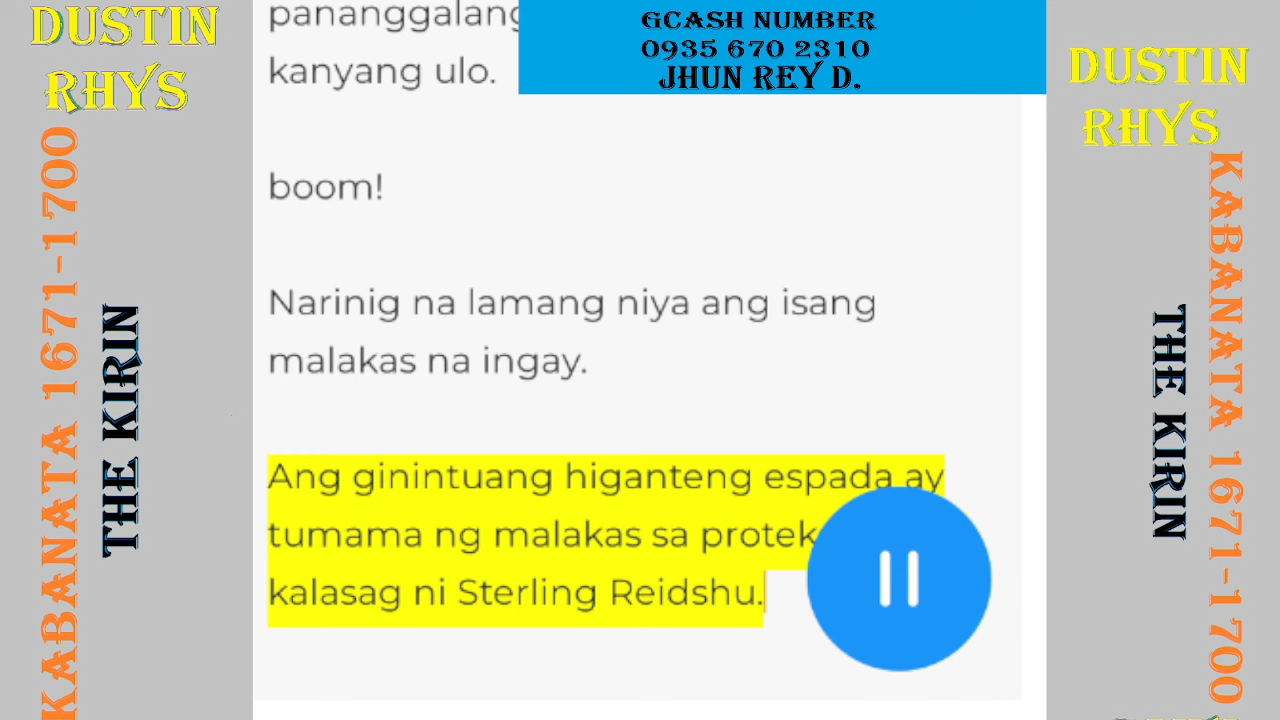 DUSTIN
RHYS
KABANATA 1671-1700
THE KIRIN
pananggalang
kanyang ulo.
boom!
Narinig na lamang niya ang isang
malakas na ingay.
Ang ginintuang higanteng espada ay
tumama ng malakas sa protek
kalasag ni Sterling Reidshu.
GCASH NUMBER
0935 670 2310
JHUN REY D.
DUSTIN
RHYS
KABANATA 1671-1700
THE KIRIN